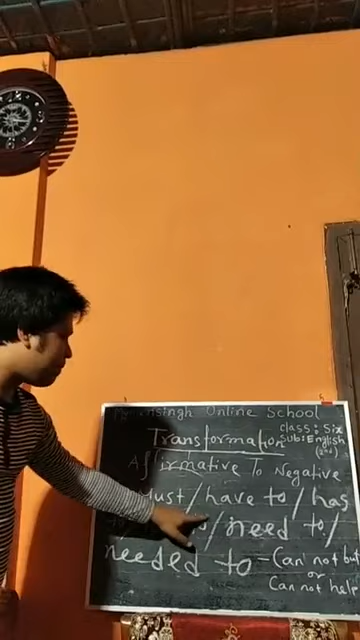 Online School
Transformation
class: Six
Sub: English
(2nd)
Affirmative To Negative
/ have to / has
/ need to /
needed to - Can not but
or
Can not help